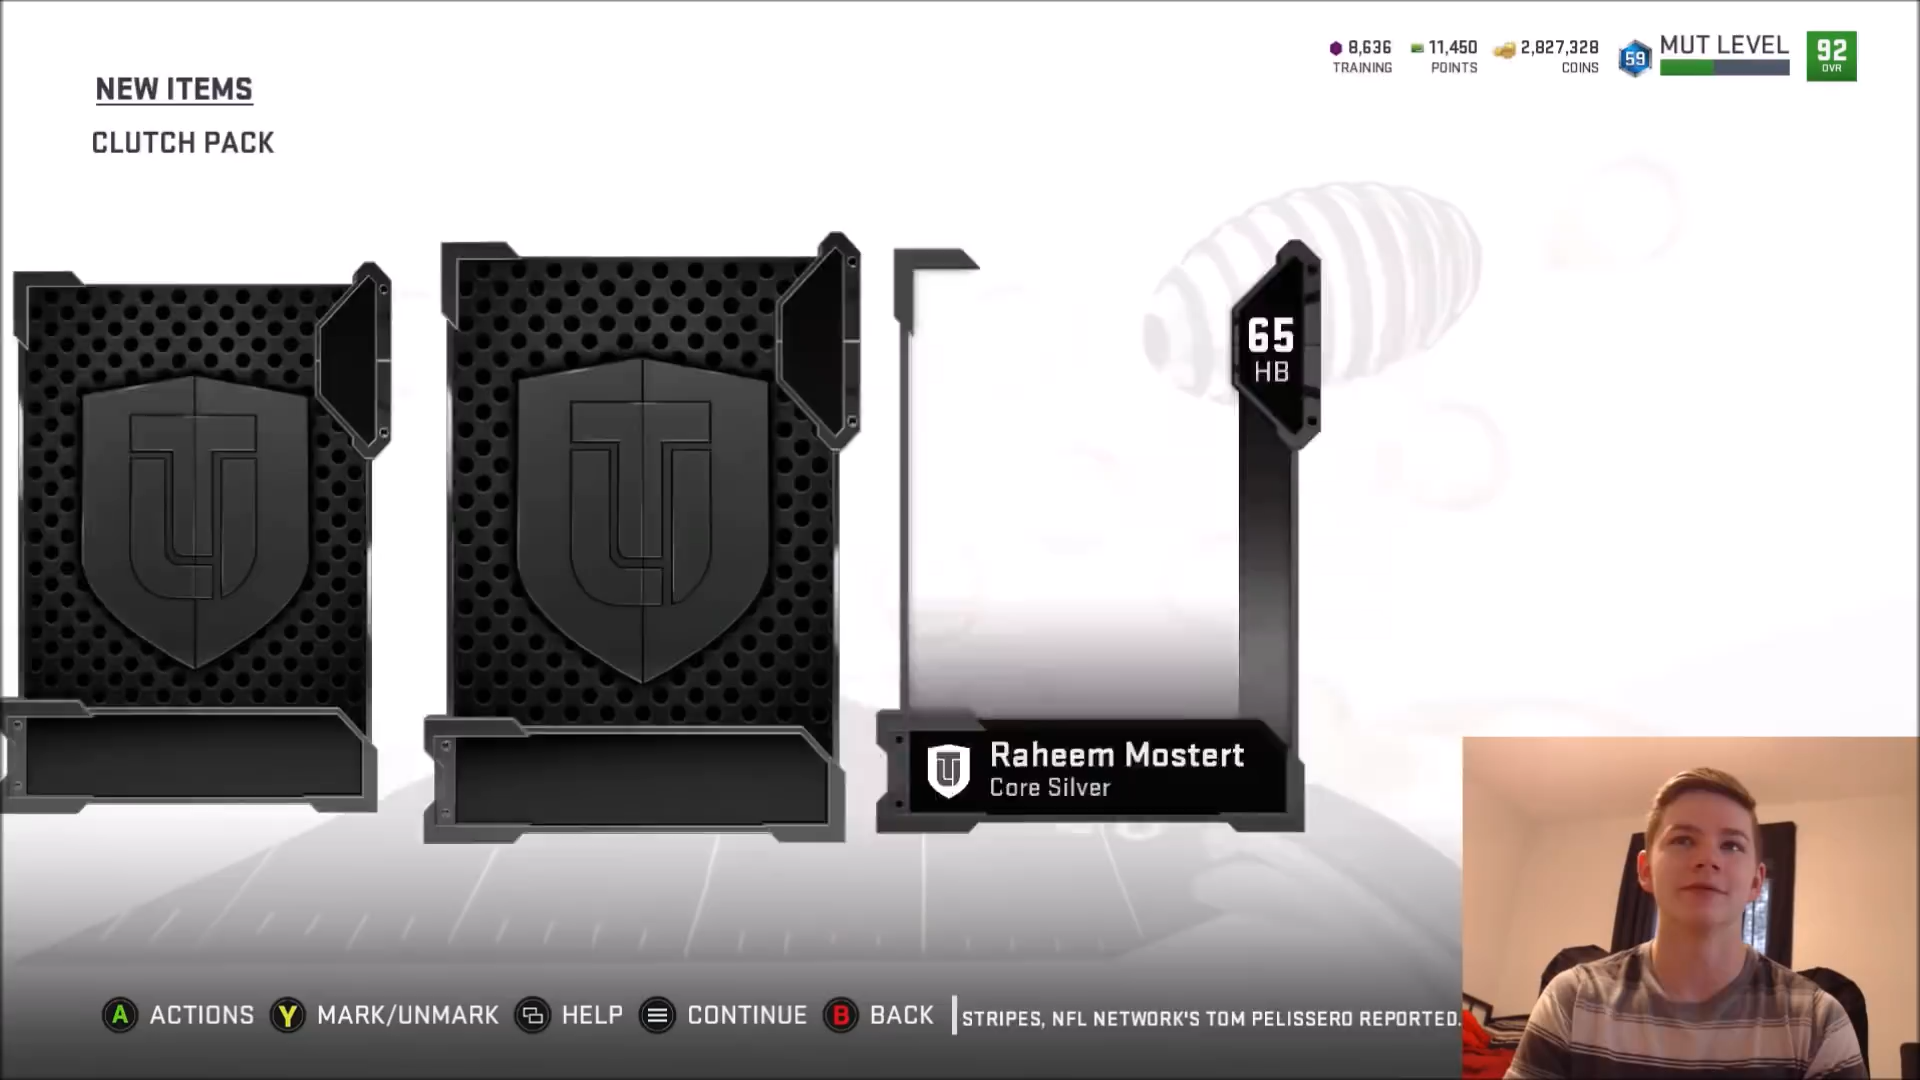 NEW ITEMS
CLUTCH PACK
8,636
TRAINING
11,450
POINTS
2,827,328
COINS
59
MUT LEVEL
92
OVR
65
HB
Raheem Mostert
Core Silver
A ACTIONS Y MARK/UNMARK HELP CONTINUE B BACK STRIPES, NFL NETWORK'S TOM PELISSERO REPORTED.